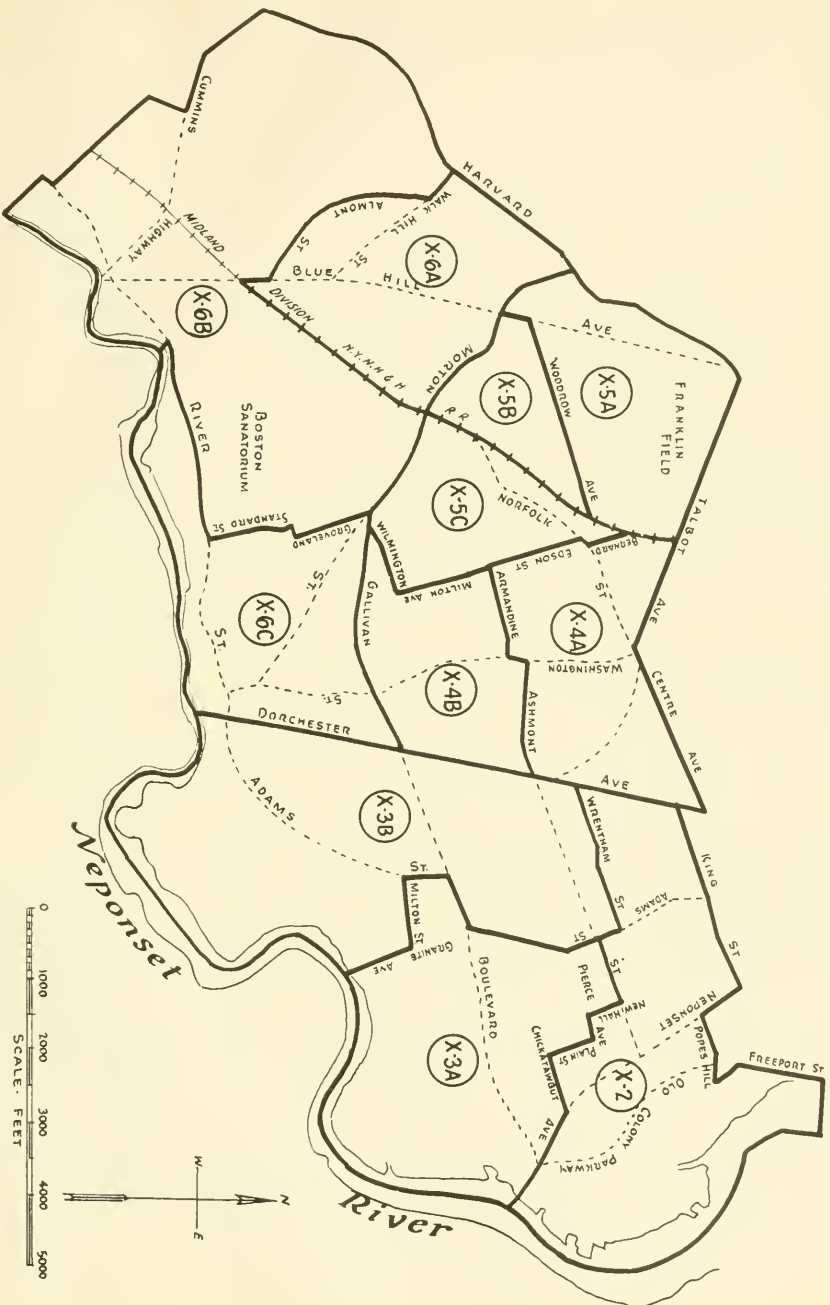 CUMMINS
HIGHWAY
MIDLAND
DIVISION
N.Y.N.H & H
R.R.
HARVARD
WALK HILL
ST
ALMONT
ST
BLUE
HILL
AVE
X-6A
X-6B
MORTON
WOODROW
AVE
X-5A
X-5B
X-5C
FRANKLIN
FIELD
TALBOT
AVE
NORFOLK
ST
BERNARD
EDSON ST
MILTON AVE
WILMINGTON
ARMANDINE
WASHINGTON
ST.
X-4A
X-4B
ASHMONT
CENTRE
AVE
BOSTON
SANATORIUM
RIVER
ST.
STANDARD ST.
GROVELAND
ST.
X-6C
GALLIVAN
BOULEVARD
DORCHESTER
AVE
ADAMS
ST.
X-3B
MILTON ST
GRANITE
AVE
WRENTHAM
ST
ADAMS
ST
KING
ST
PIERCE
NEWHALL
AVE
PLAIN ST
CHICKATAWBUT
AVE
NEPONSET
POPES
HILL
FREEPORT ST
X-2
OLD
COLONY
PARKWAY
X-3A
Neponset
River
N
W
E
0
1000
2000
3000
4000
5000
SCALE - FEET